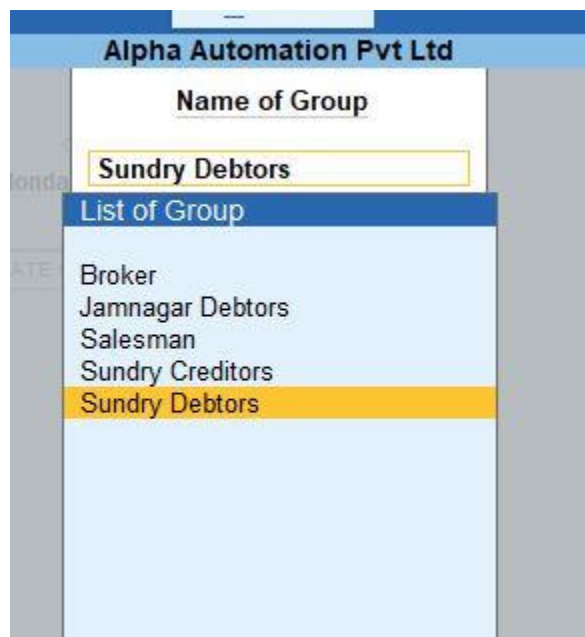 Alpha Automation Pvt Ltd
Name of Group
Sundry Debtors
List of Group
Broker
Jamnagar Debtors
Salesman
Sundry Creditors
Sundry Debtors